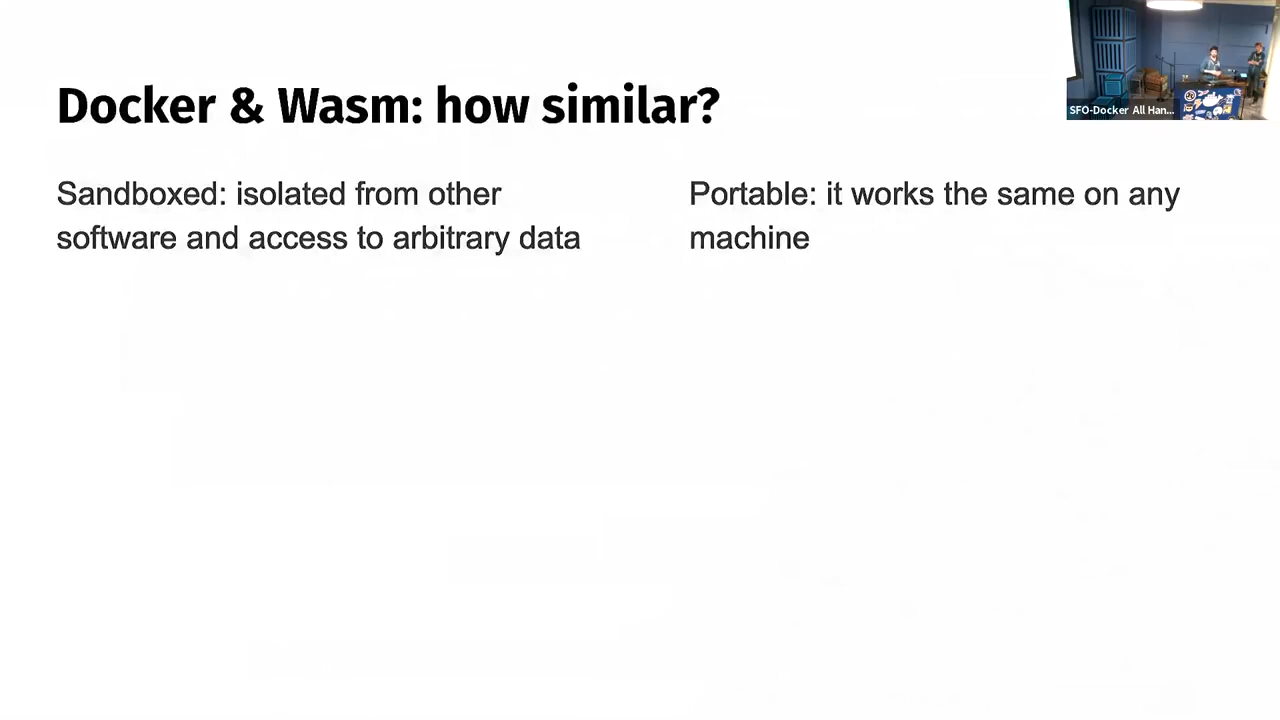 Docker & Wasm: how similar?
SFO-Docker All Han...
Sandboxed: isolated from other
software and access to arbitrary data
Portable: it works the same on any
machine